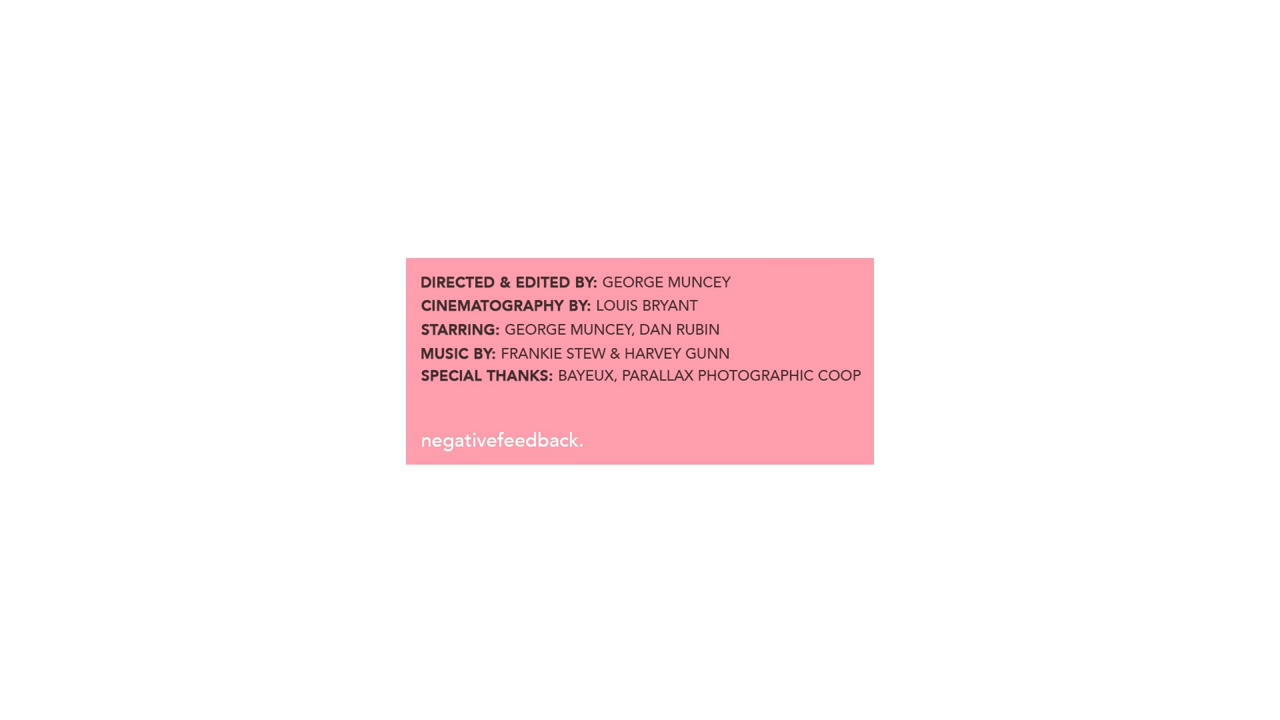 DIRECTED & EDITED BY: GEORGE MUNCEY
CINEMATOGRAPHY BY: LOUIS BRYANT
STARRING: GEORGE MUNCEY, DAN RUBIN
MUSIC BY: FRANKIE STEW & HARVEY GUNN
SPECIAL THANKS: BAYEUX, PARALLAX PHOTOGRAPHIC COOP
negativefeedback.